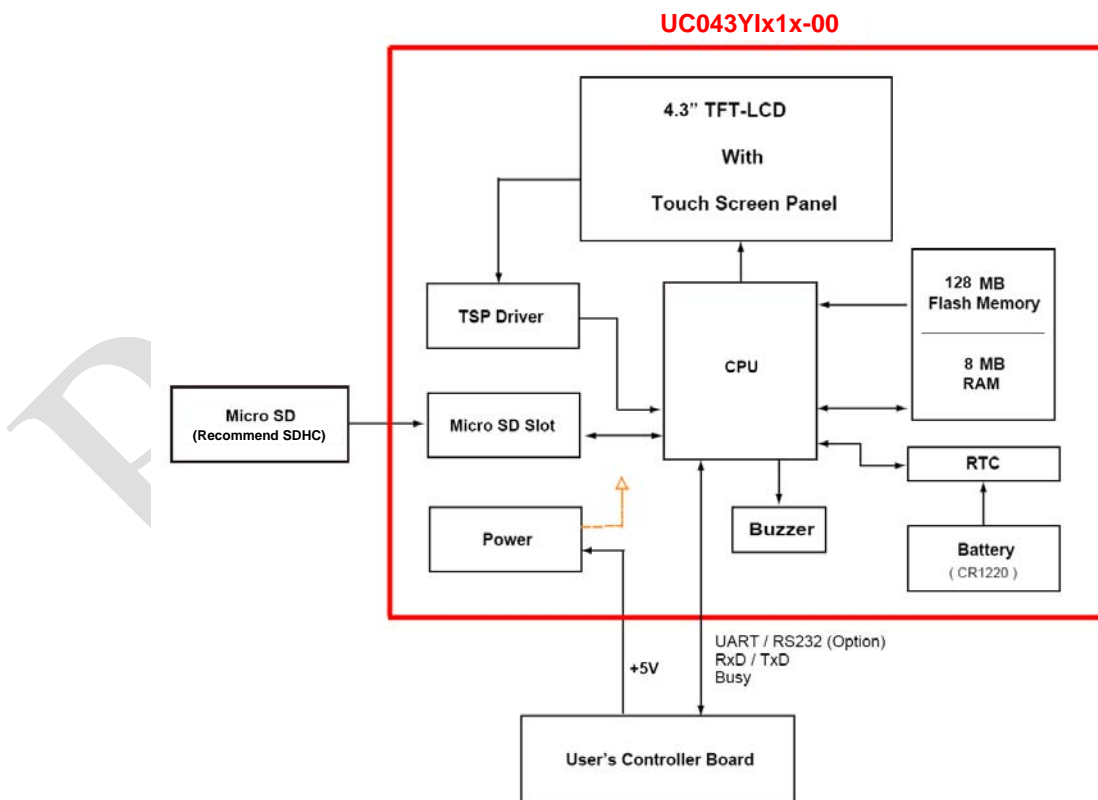 UC043YIx1x-00
4.3” TFT-LCD
With
Touch Screen Panel
TSP Driver
CPU
128 MB
Flash Memory
8 MB
RAM
Micro SD
(Recommend SDHC)
Micro SD Slot
RTC
Power
Buzzer
Battery
( CR1220 )
+5V
UART / RS232 (Option)
RxD / TxD
Busy
User's Controller Board